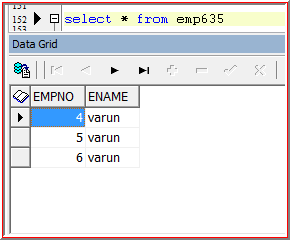 151
152 select * from emp635
153
Data Grid
EMPNO ENAME
4 varun
5 varun
6 varun